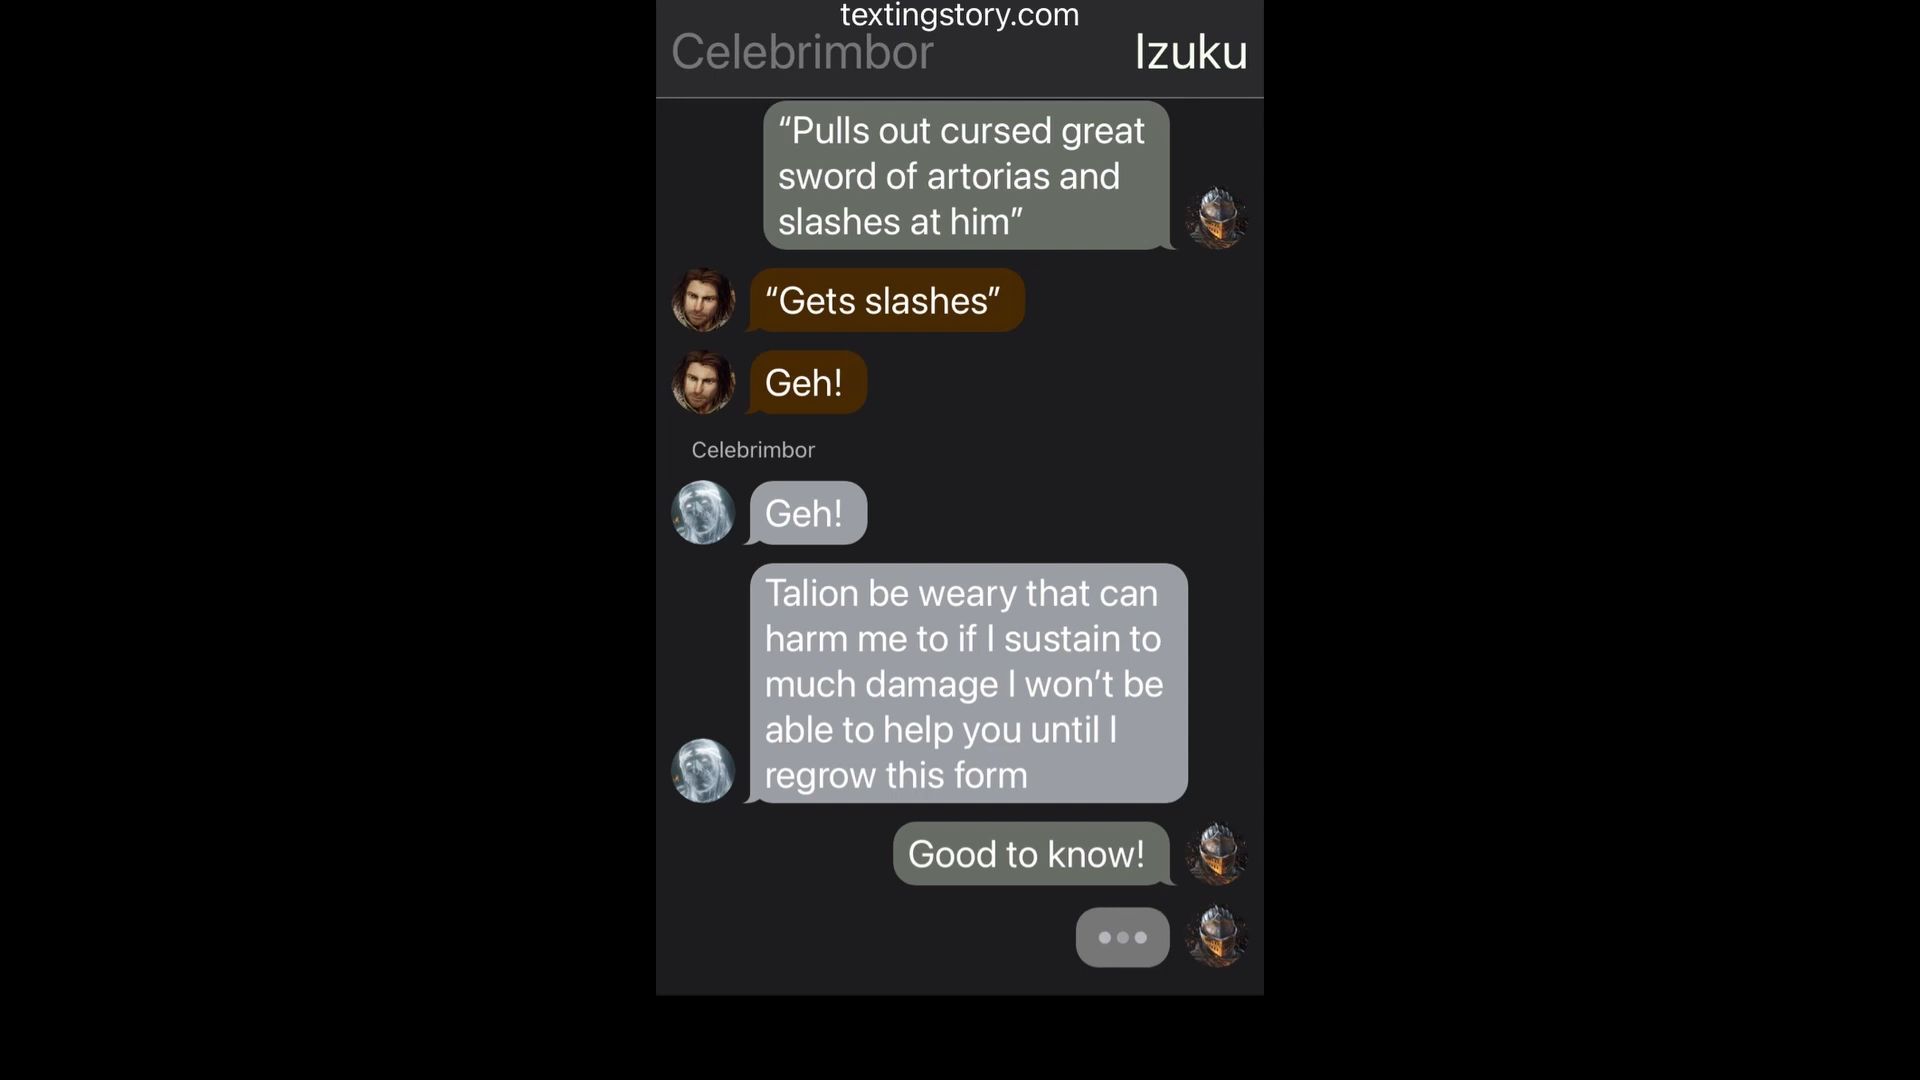 textingstory.com
Celebrimbor
Izuku
“Pulls out cursed great
sword of artorias and
slashes at him”
“Gets slashes”
Geh!
Celebrimbor
Geh!
Talion be weary that can
harm me to if I sustain to
much damage I won’t be
able to help you until I
regrow this form
Good to know!